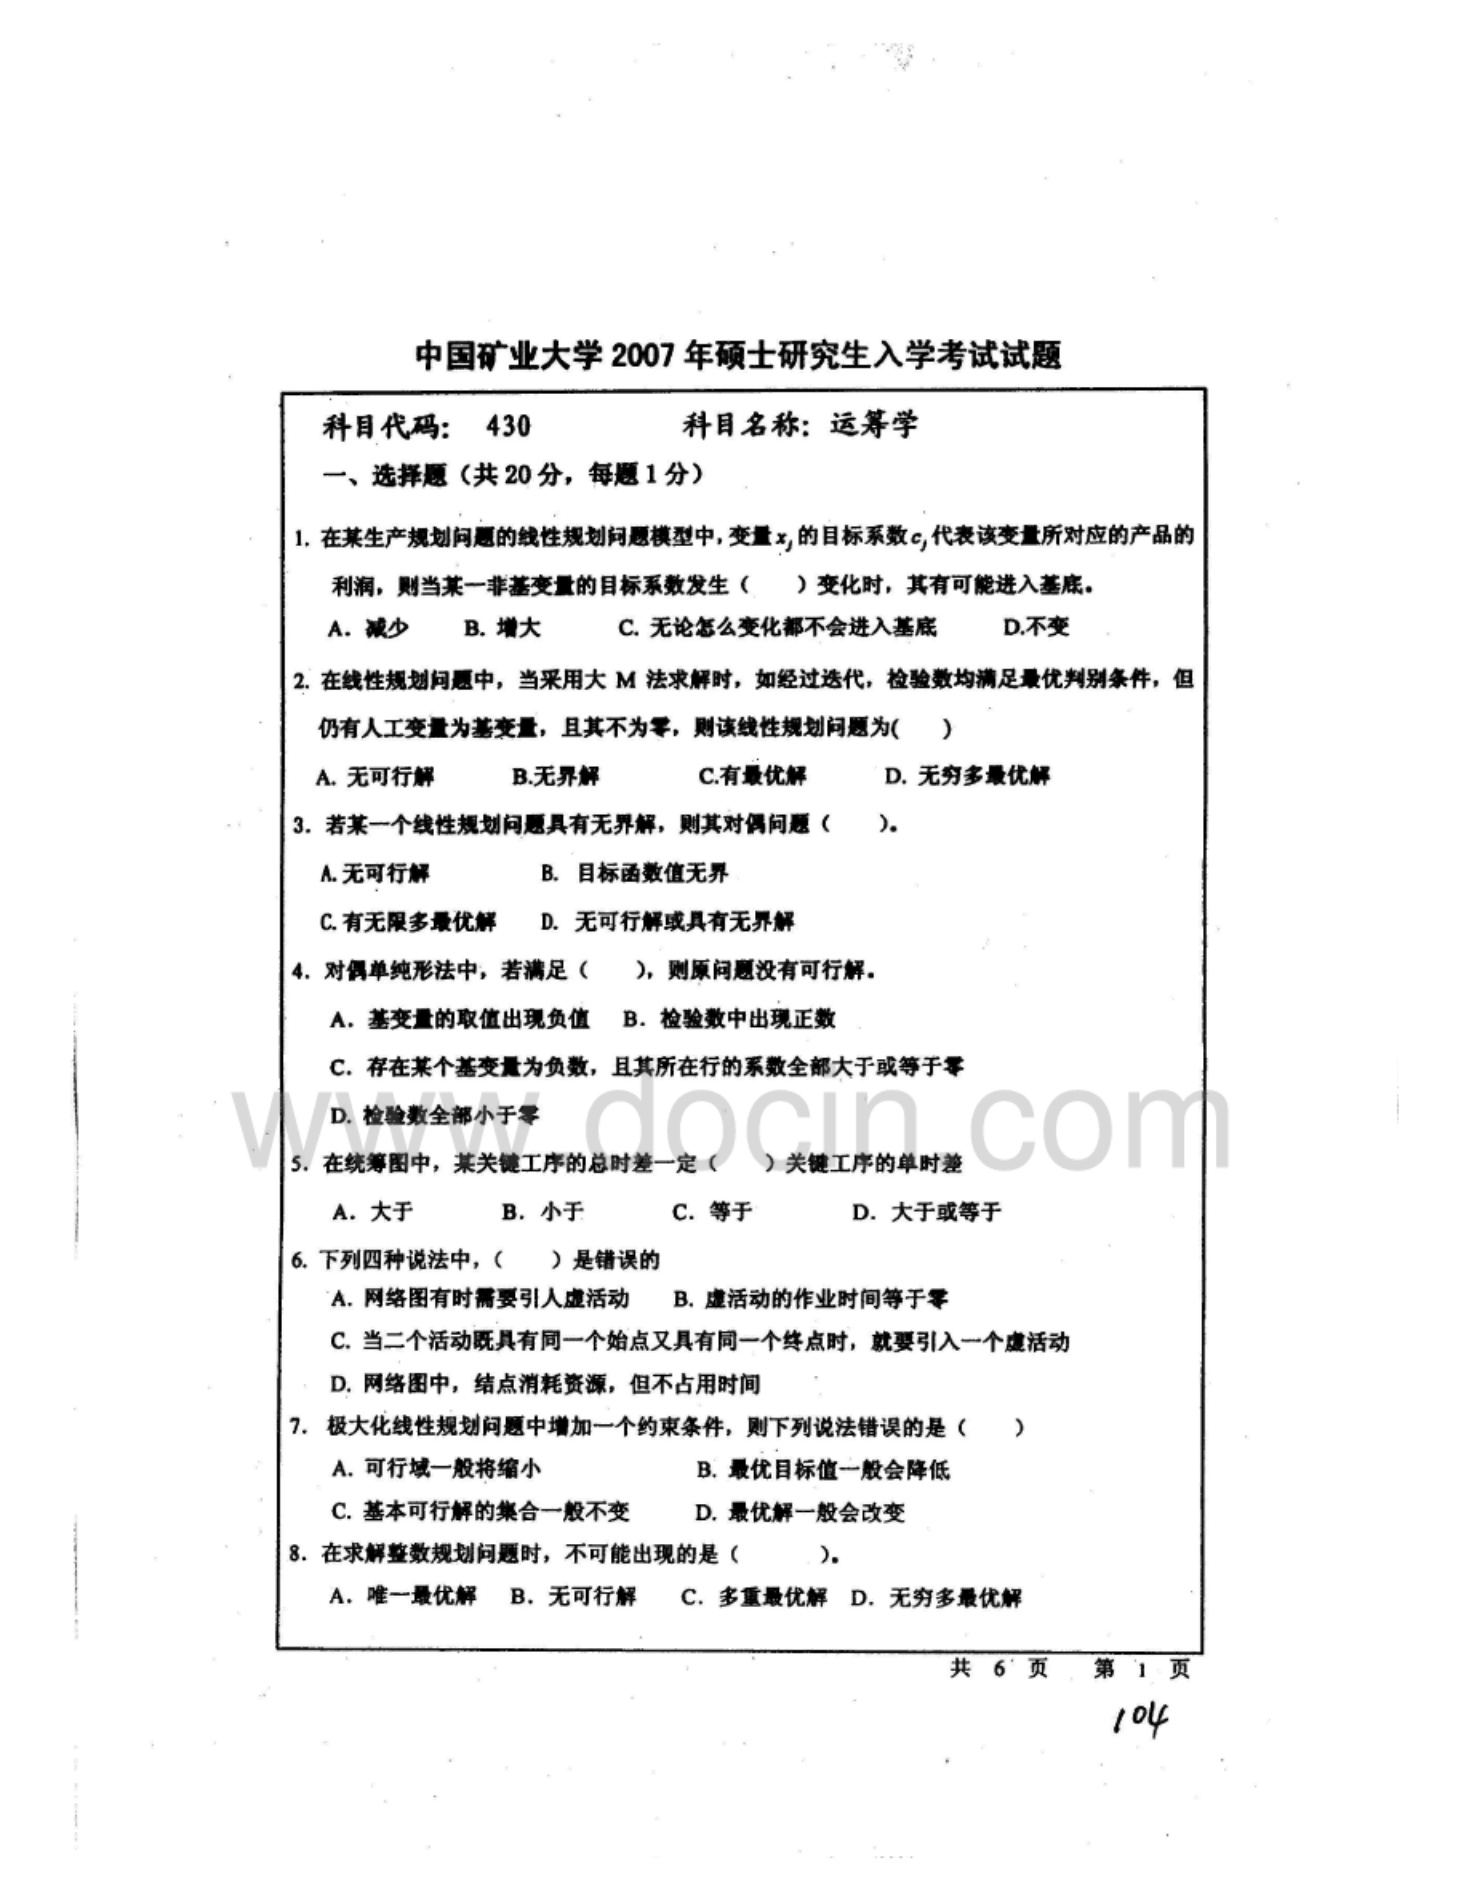 中国矿业大学 2007 年硕士研究生入学考试试题
科目代码： 430 科目名称：运筹学
一、选择题（共 20 分，每题 1 分）
1. 在某生产规划问题的线性规划问题模型中，变量 xj 的目标系数 cj 代表该变量所对应的产品的
利润，则当某一非基变量的目标系数发生（ ）变化时，其有可能进入基底。
A．减少 B. 增大 C. 无论怎么变化都不会进入基底 D.不变
2. 在线性规划问题中，当采用大 M 法求解时，如经过迭代，检验数均满足最优判别条件，但
仍有人工变量为基变量，且其不为零，则该线性规划问题为( )
A. 无可行解 B.无界解 C.有最优解 D. 无穷多最优解
3．若某一个线性规划问题具有无界解，则其对偶问题（ ）。
A.无可行解 B. 目标函数值无界
C.有无限多最优解 D. 无可行解或具有无界解
4．对偶单纯形法中，若满足（ ），则原问题没有可行解。
A．基变量的取值出现负值 B．检验数中出现正数
C．存在某个基变量为负数，且其所在行的系数全部大于或等于零
D. 检验数全部小于零
www.docin.com
5．在统筹图中，某关键工序的总时差一定（ ）关键工序的单时差
A．大于 B．小于 C．等于 D．大于或等于
6. 下列四种说法中，（ ）是错误的
A. 网络图有时需要引人虚活动 B. 虚活动的作业时间等于零
C. 当二个活动既具有同一个始点又具有同一个终点时，就要引入一个虚活动
D. 网络图中，结点消耗资源，但不占用时间
7． 极大化线性规划问题中增加一个约束条件，则下列说法错误的是（ ）
A. 可行域一般将缩小 B. 最优目标值一般会降低
C. 基本可行解的集合一般不变 D. 最优解一般会改变
8．在求解整数规划问题时，不可能出现的是（ ）。
A．唯一最优解 B．无可行解 C．多重最优解 D．无穷多最优解
共 6 页 第 1 页
104